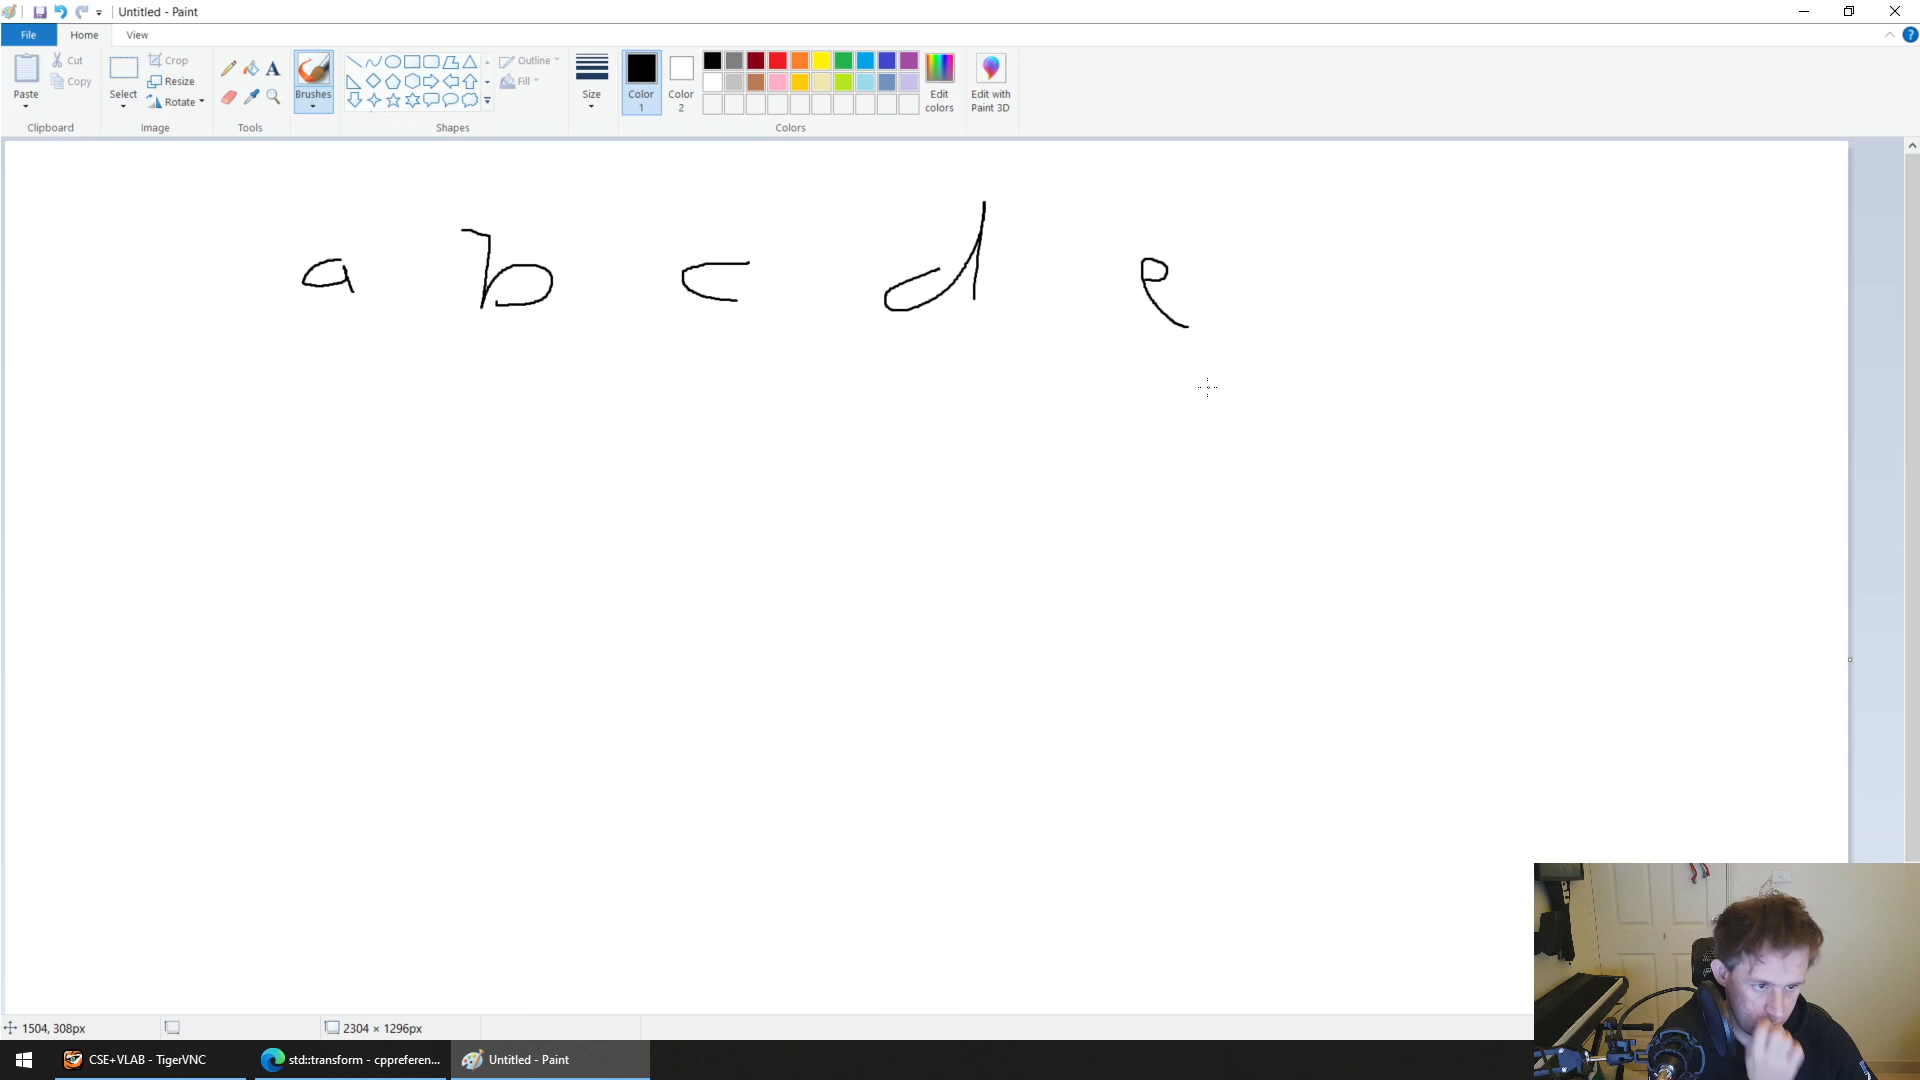 Untitled - Paint
File Home View
Paste
Cut
Copy
Clipboard
Select
Crop
Resize
Rotate
Image
Tools
Brushes
Shapes
Outline
Fill
Size
Color 1
Color 2
Edit colors
Colors
Edit with Paint 3D
a b c d e
1504, 308px
2304 × 1296px
CSE+VLAB - TigerVNC
std::transform - cppreferen...
Untitled - Paint